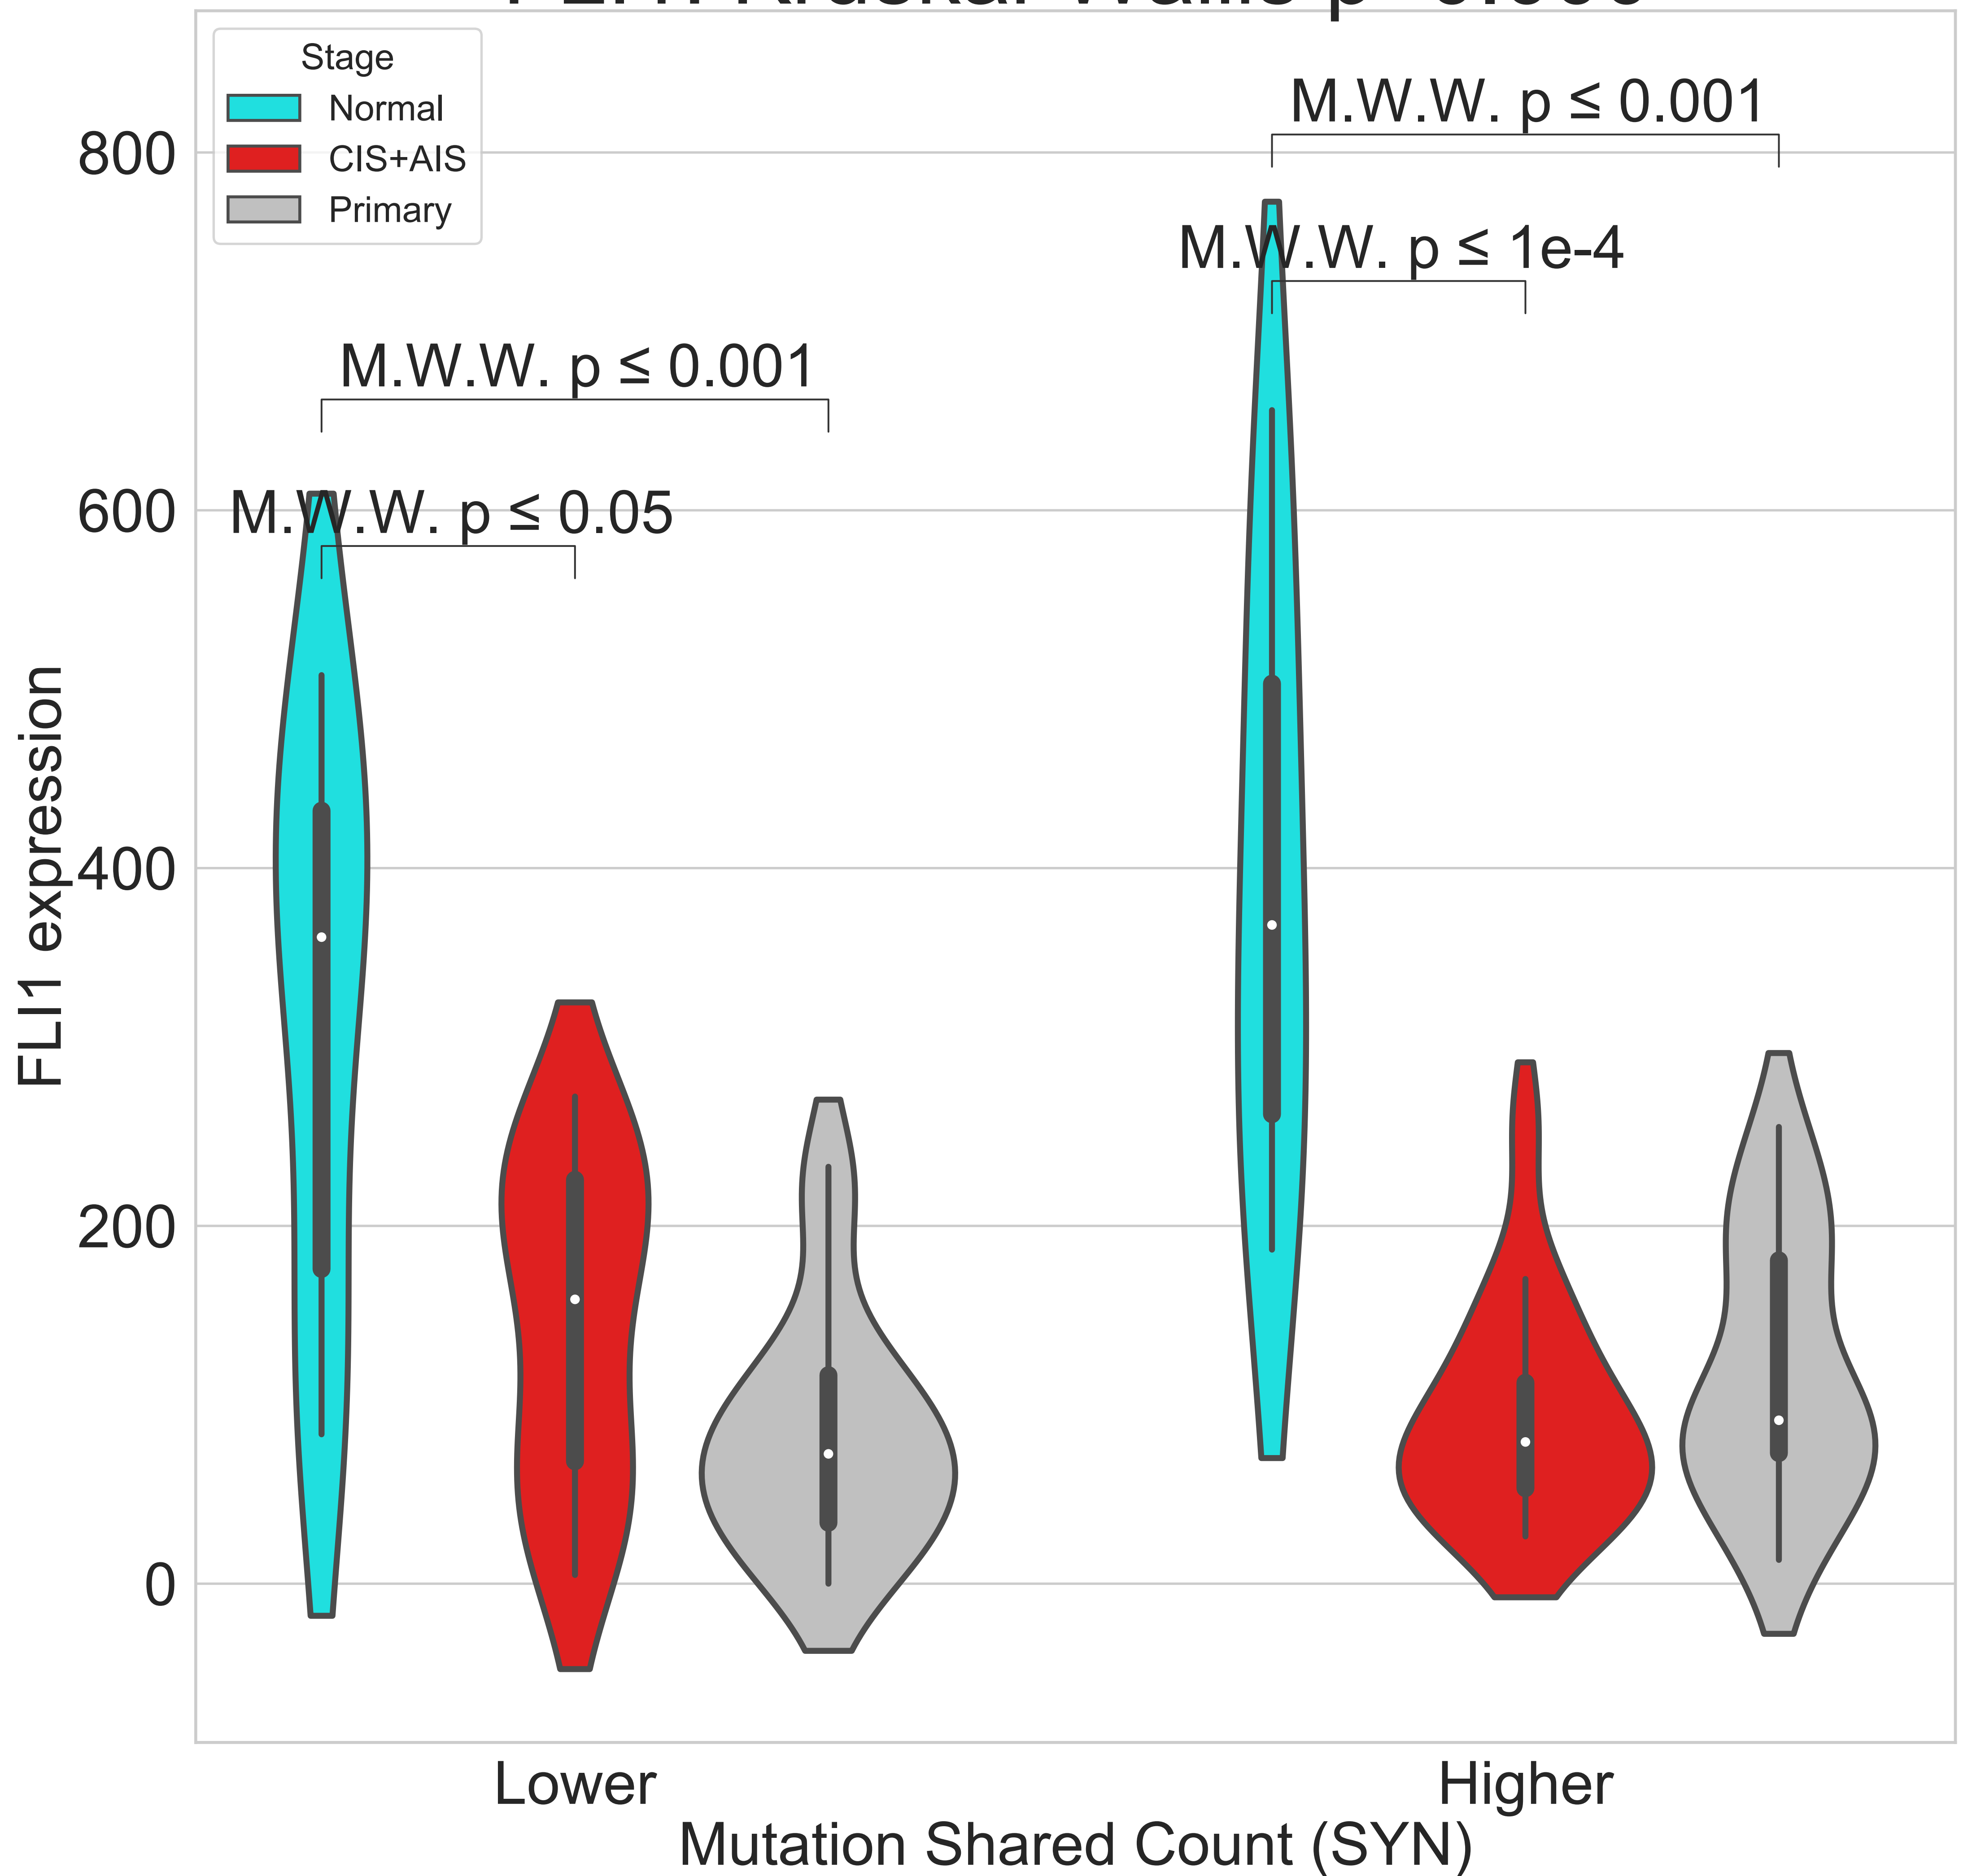 Stage
Normal
CIS+AIS
Primary
M.W.W. p ≤ 0.001
M.W.W. p ≤ 1e-4
M.W.W. p ≤ 0.001
M.W.W. p ≤ 0.05
800
600
400
200
0
FLI1 expression
Lower
Higher
Mutation Shared Count (SYN)